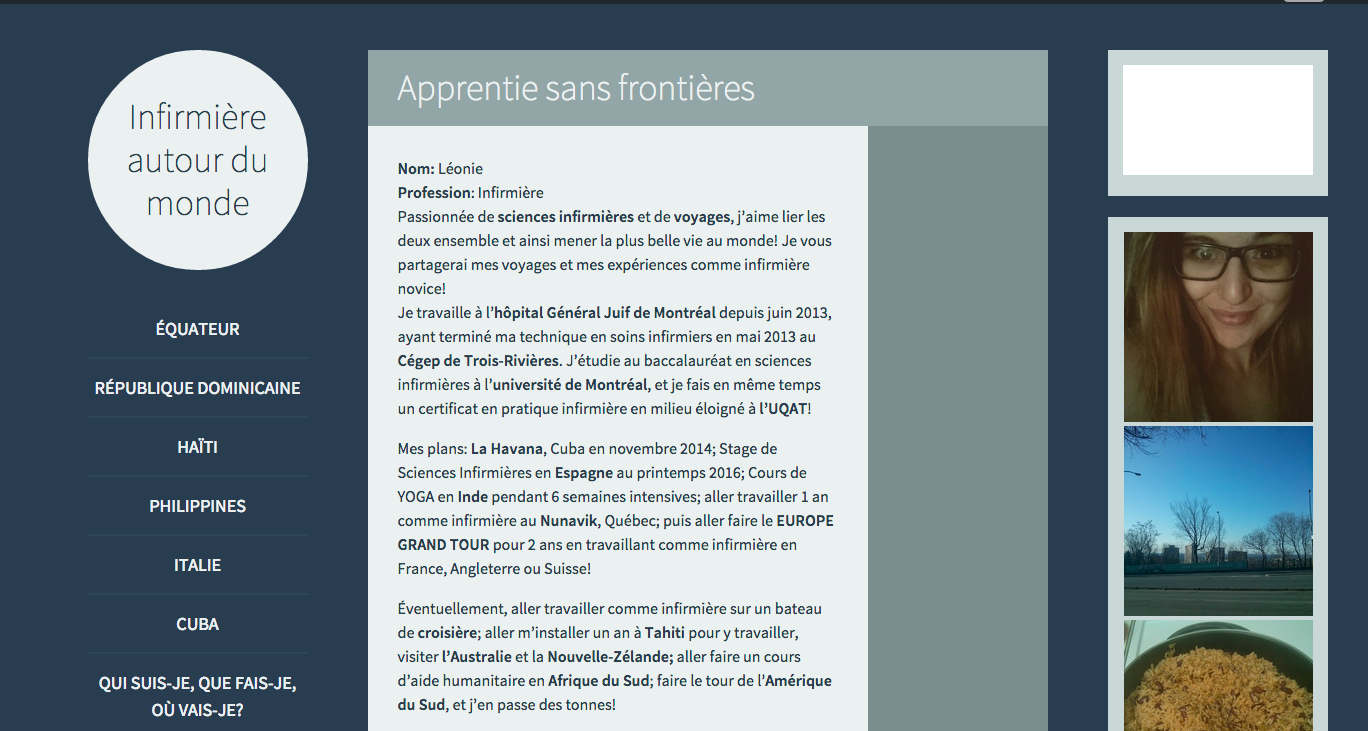 Infirmière
autour du
monde
ÉQUATEUR
RÉPUBLIQUE DOMINICAINE
HAÏTI
PHILIPPINES
ITALIE
CUBA
QUI SUIS-JE, QUE FAIS-JE,
OÙ VAIS-JE?
Apprentie sans frontières
Nom: Léonie
Profession: Infirmière
Passionnée de sciences infirmières et de voyages, j’aime lier les
deux ensemble et ainsi mener la plus belle vie au monde! Je vous
partagerai mes voyages et mes expériences comme infirmière
novice!
Je travaille à l’hôpital Général Juif de Montréal depuis juin 2013,
ayant terminé ma technique en soins infirmiers en mai 2013 au
Cégep de Trois-Rivières. J’étudie au baccalauréat en sciences
infirmières à l’université de Montréal, et je fais en même temps
un certificat en pratique infirmière en milieu éloigné à l’UQAT!
Mes plans: La Havana, Cuba en novembre 2014; Stage de
Sciences Infirmières en Espagne au printemps 2016; Cours de
YOGA en Inde pendant 6 semaines intensives; aller travailler 1 an
comme infirmière au Nunavik, Québec; puis aller faire le EUROPE
GRAND TOUR pour 2 ans en travaillant comme infirmière en
France, Angleterre ou Suisse!
Éventuellement, aller travailler comme infirmière sur un bateau
de croisière; aller m’installer un an à Tahiti pour y travailler,
visiter l’Australie et la Nouvelle-Zélande; aller faire un cours
d’aide humanitaire en Afrique du Sud; faire le tour de l’Amérique
du Sud, et j’en passe des tonnes!